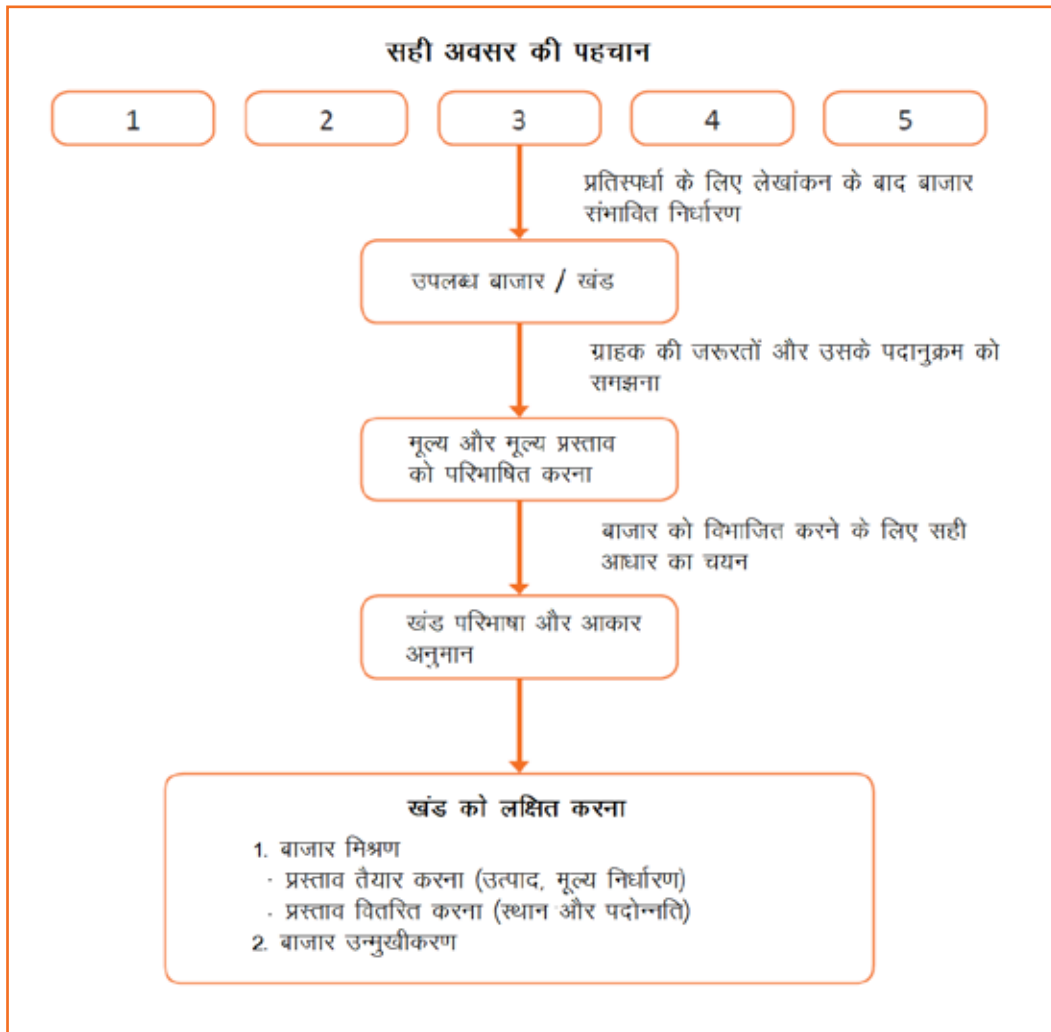 सही अवसर की पहचान
1 2 3 4 5
प्रतिस्पर्धा के लिए लेखांकन के बाद बाजार
संभावित निर्धारण
उपलब्ध बाजार / खंड
ग्राहक की जरूरतों और उसके पदानुक्रम को
समझना
मूल्य और मूल्य प्रस्ताव
को परिभाषित करना
बाजार को विभाजित करने के लिए सही
आधार का चयन
खंड परिभाषा और आकार
अनुमान
खंड को लक्षित करना
1. बाजार मिश्रण
- प्रस्ताव तैयार करना (उत्पाद, मूल्य निर्धारण)
- प्रस्ताव वितरित करना (स्थान और पदोन्नति)
2. बाजार उन्मुखीकरण